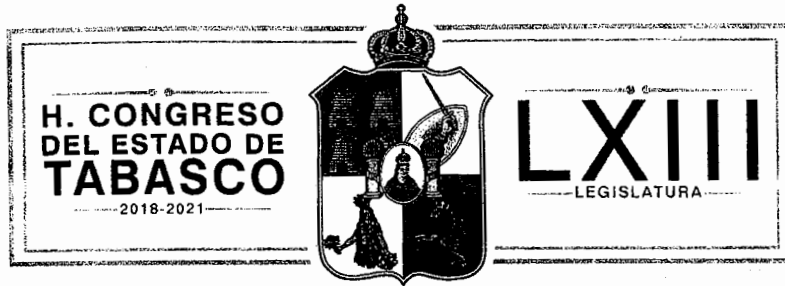 H. CONGRESO
DEL ESTADO DE
TABASCO
2018-2021
LXIII
LEGISLATURA